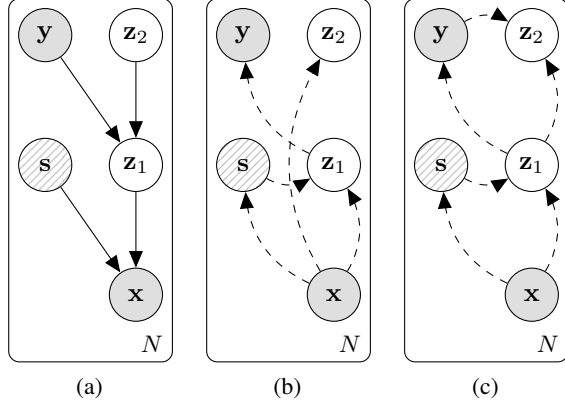 y z₂ y z₂ y z₂
s z₁ s z₁ s z₁
x x x
N N N
(a) (b) (c)